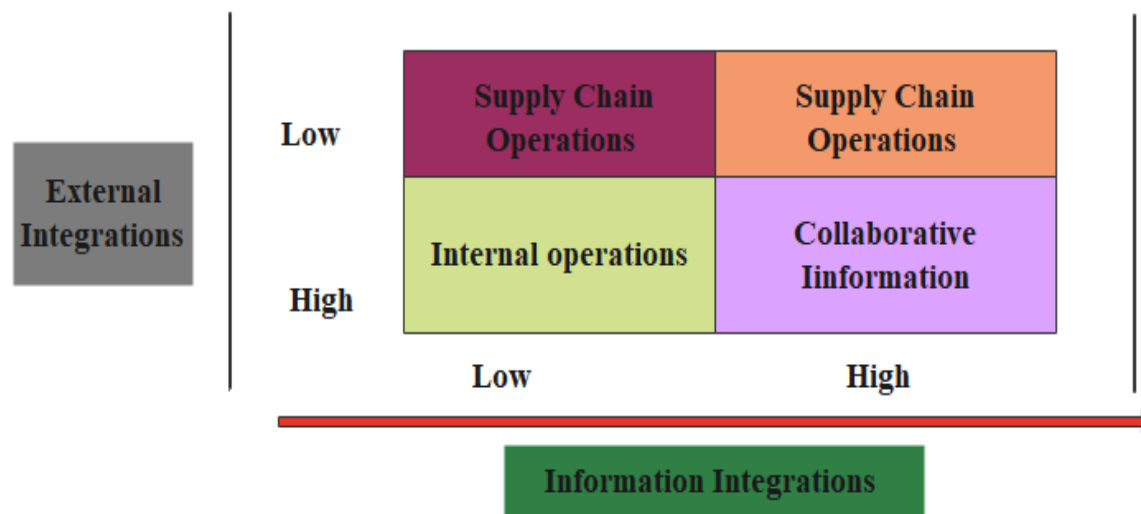 Supply Chain
Operations
Supply Chain
Operations
Low
External
Integrations
Internal operations
Collaborative
Iinformation
High
Low
High
Information Integrations